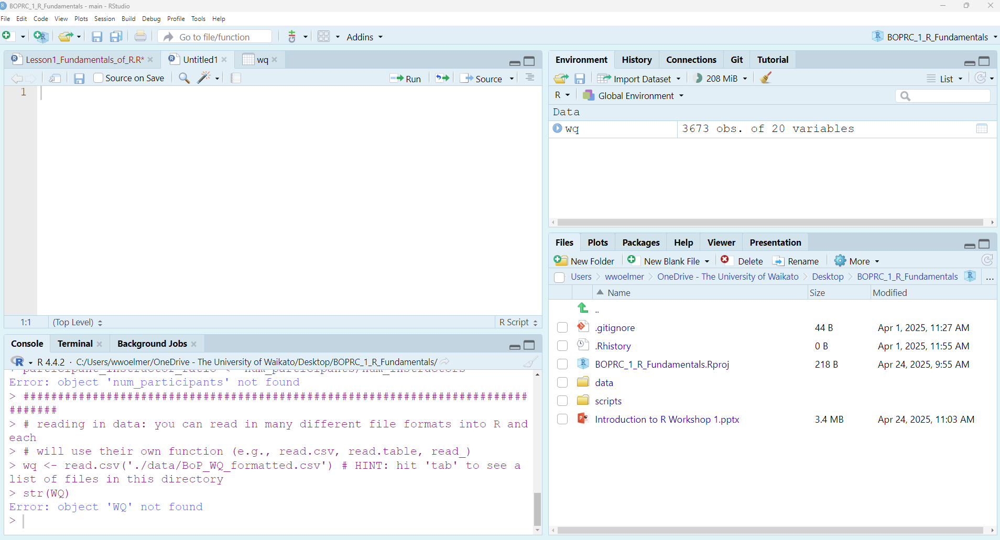 BOPRC_1_R_Fundamentals - main - RStudio
File Edit Code View Plots Session Build Debug Profile Tools Help
Go to file/function Addins BOPRC_1_R_Fundamentals
Lesson1_Fundamentals_of_R.R* Untitled1 wq
Source on Save Run Source
1
1:1 (Top Level) R Script
Console Terminal Background Jobs
R 4.4.2 · C:/Users/wwoelmer/OneDrive - The University of Waikato/Desktop/BOPRC_1_R_Fundamentals/
+ participant_instructor_ratio <- num_participants/num_instructors
Error: object 'num_participants' not found
> #########################################################################
#######
> # reading in data: you can read in many different file formats into R and
each
> # will use their own function (e.g., read.csv, read.table, read_)
> wq <- read.csv('./data/BoP_WQ_formatted.csv') # HINT: hit 'tab' to see a
list of files in this directory
> str(WQ)
Error: object 'WQ' not found
>
Environment History Connections Git Tutorial
Import Dataset 208 MiB List
R Global Environment
Data
wq 3673 obs. of 20 variables
Files Plots Packages Help Viewer Presentation
New Folder New Blank File Delete Rename More
Users wwoelmer OneDrive - The University of Waikato Desktop BOPRC_1_R_Fundamentals ...
Name Size Modified
..
.gitignore 44 B Apr 1, 2025, 11:27 AM
.Rhistory 0 B Apr 1, 2025, 11:55 AM
BOPRC_1_R_Fundamentals.Rproj 218 B Apr 24, 2025, 9:55 AM
data
scripts
Introduction to R Workshop 1.pptx 3.4 MB Apr 24, 2025, 11:03 AM